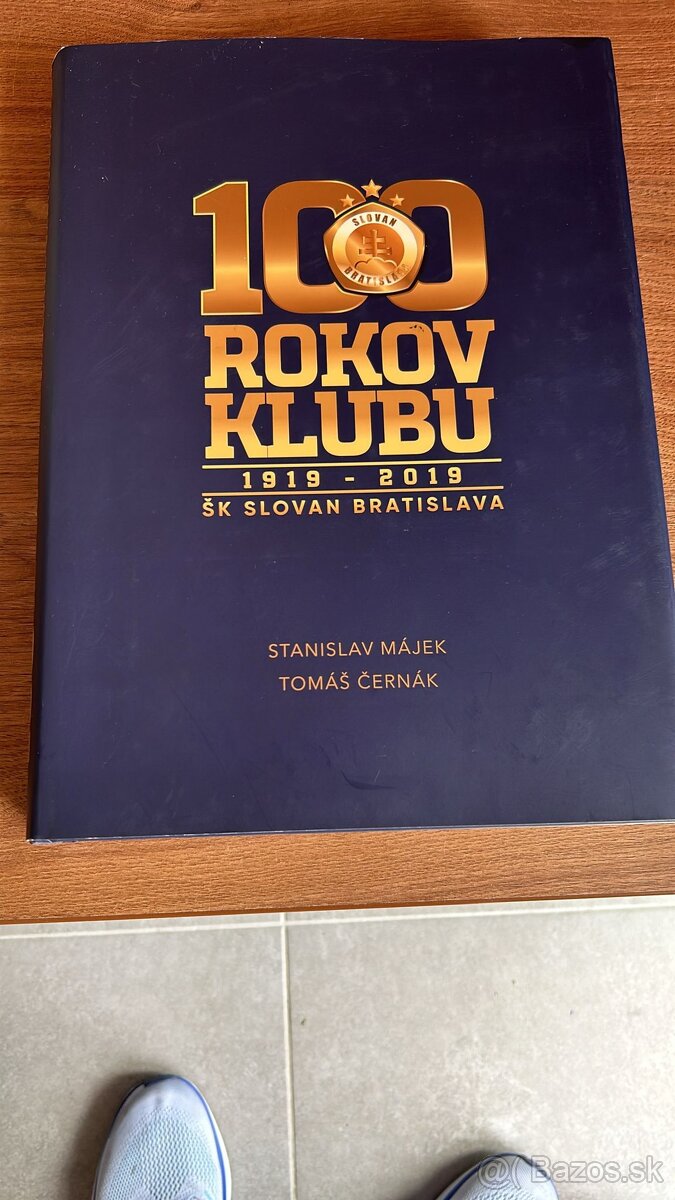 100
SLOVAN
BRATISLAVA
ROKOV
KLUBU
1919 - 2019
ŠK SLOVAN BRATISLAVA
STANISLAV MÁJEK
TOMÁŠ ČERNÁK
Bazos.sk